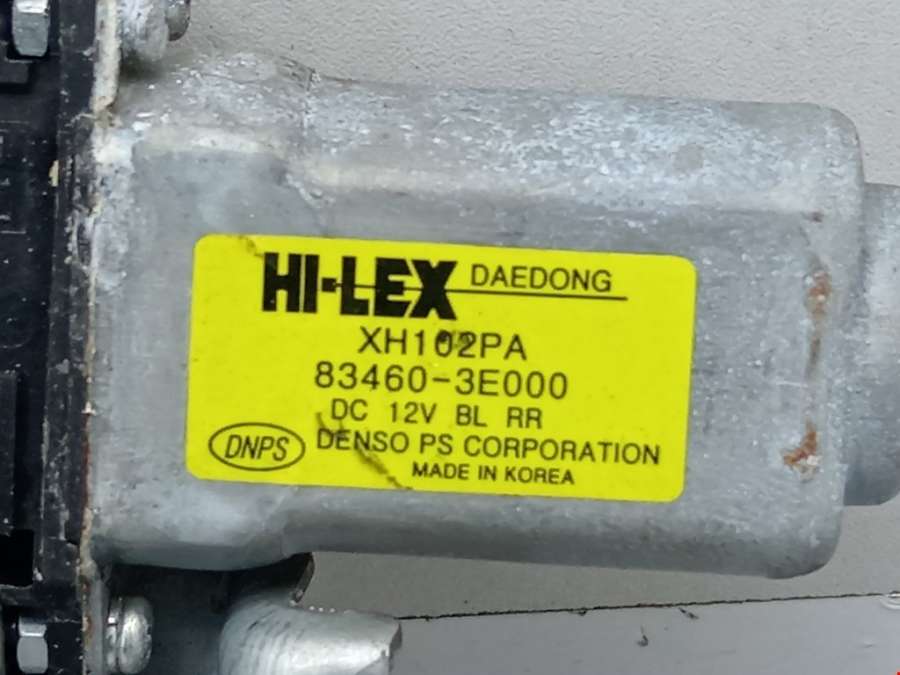 HI-LEX DAEDONG
XH102PA
83460-3E000
DC 12V BL RR
DNPS DENSO PS CORPORATION
MADE IN KOREA